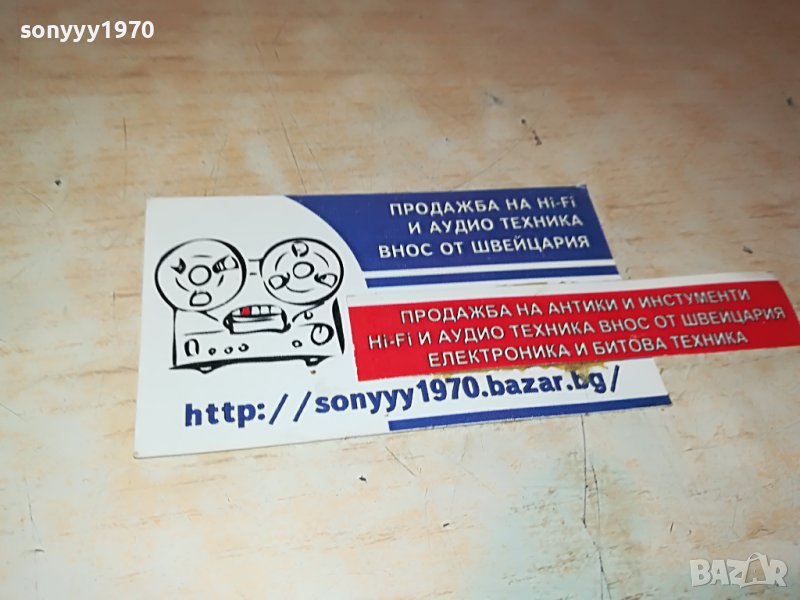 sonyyy1970
ПРОДАЖБА НА Hi-Fi
И АУДИО ТЕХНИКА
ВНОС ОТ ШВЕЙЦАРИЯ
ПРОДАЖБА НА АНТИКИ И ИНСТУМЕНТИ
Hi-Fi И АУДИО ТЕХНИКА ВНОС ОТ ШВЕЙЦАРИЯ
ЕЛЕКТРОНИКА И БИТОВА ТЕХНИКА
http://sonyyy1970.bazar.bg/
BAZAR